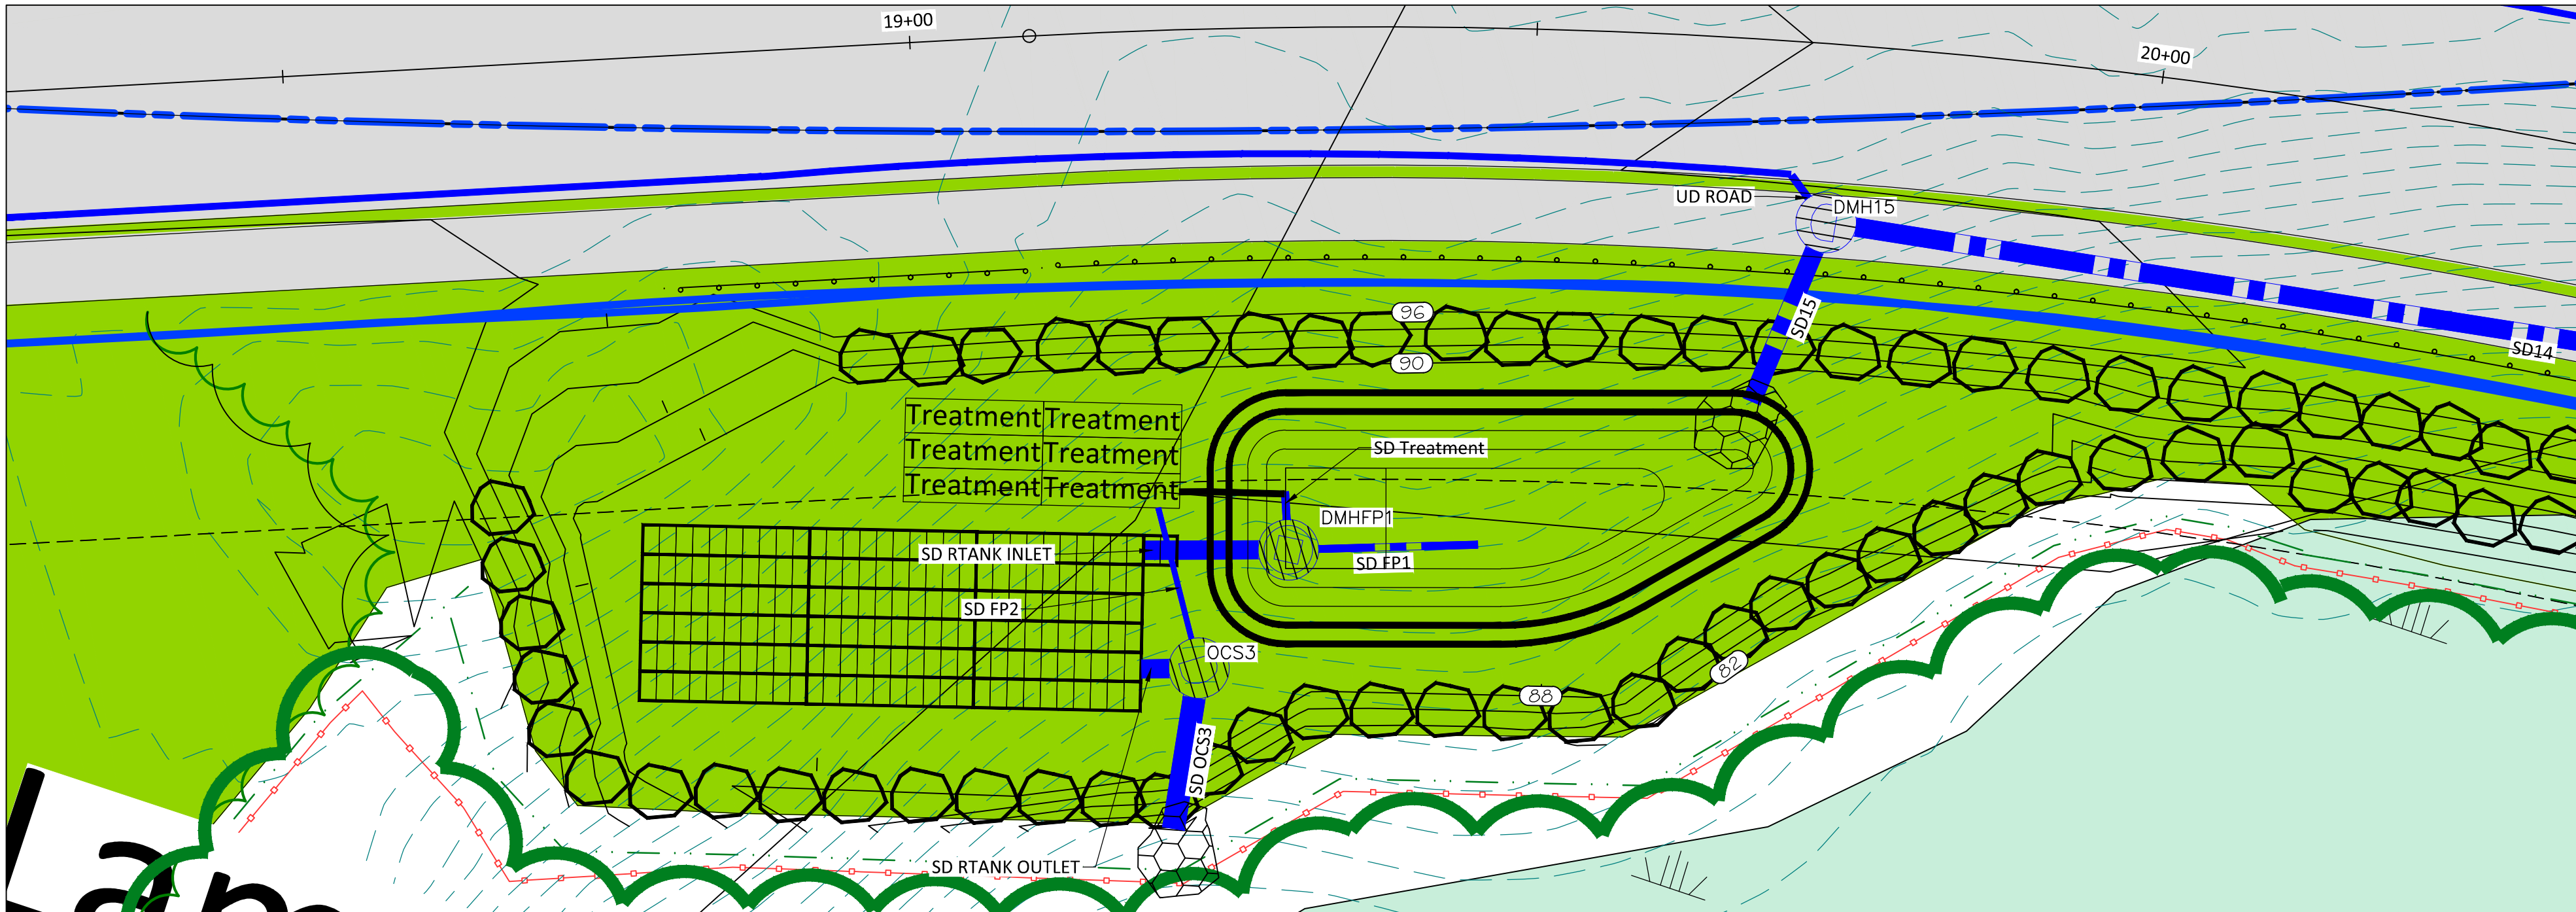 19+00
20+00
UD ROAD
DMH15
SD15
SD14
96
90
Treatment Treatment
Treatment Treatment
Treatment Treatment
SD Treatment
DMHFP1
SD RTANK INLET
SD FP1
SD FP2
OCS3
82
88
SD OCS3
SD RTANK OUTLET